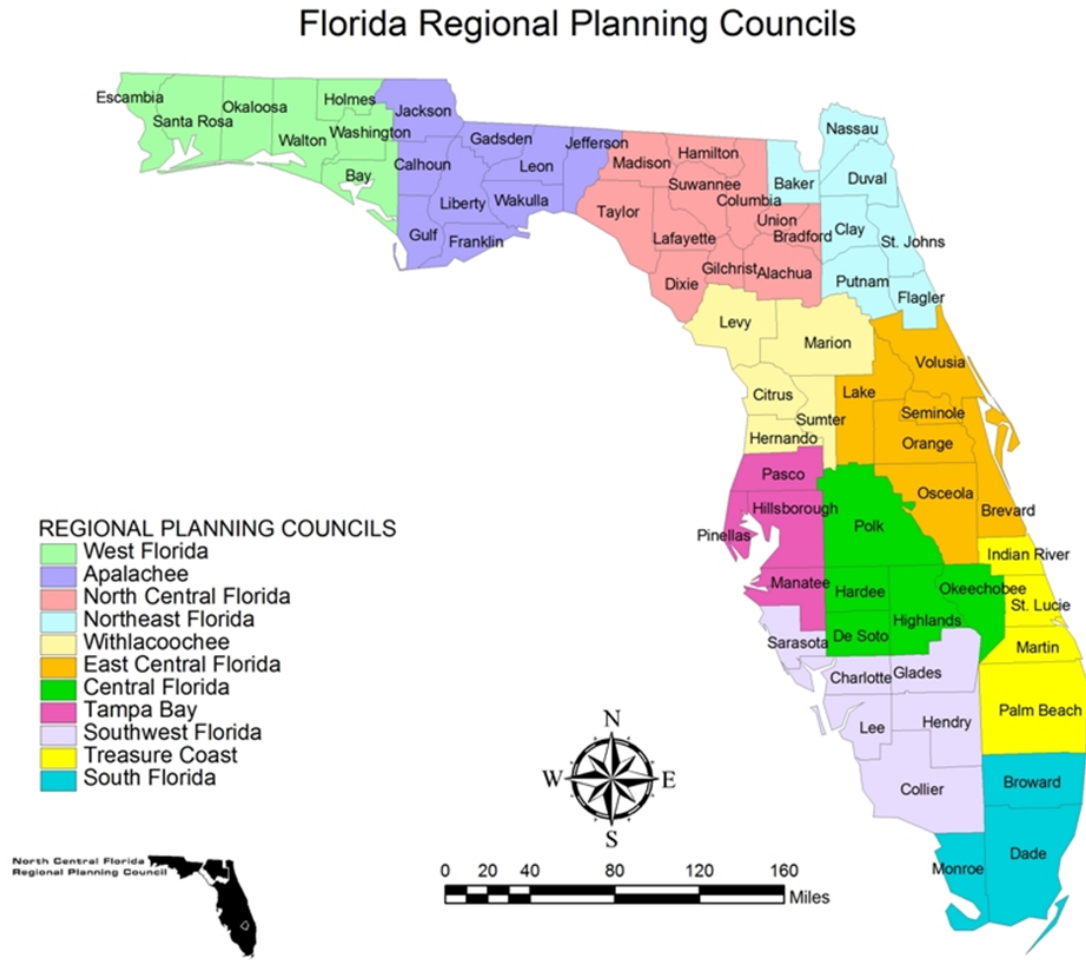 Florida Regional Planning Councils
Escambia
Santa Rosa
Okaloosa
Walton
Holmes
Washington
Bay
Jackson
Calhoun
Gulf
Liberty
Franklin
Gadsden
Leon
Wakulla
Jefferson
Madison
Taylor
Hamilton
Suwannee
Lafayette
Dixie
Columbia
Gilchrist
Union
Bradford
Alachua
Baker
Nassau
Duval
Clay
St. Johns
Putnam
Flagler
Levy
Marion
Citrus
Sumter
Hernando
Lake
Volusia
Seminole
Orange
Osceola
Brevard
Pasco
Hillsborough
Pinellas
Manatee
Polk
Hardee
De Soto
Highlands
Okeechobee
Indian River
St. Lucie
Martin
Palm Beach
Sarasota
Charlotte
Glades
Lee
Hendry
Collier
Broward
Dade
Monroe
REGIONAL PLANNING COUNCILS
West Florida
Apalachee
North Central Florida
Northeast Florida
Withlacoochee
East Central Florida
Central Florida
Tampa Bay
Southwest Florida
Treasure Coast
South Florida
N
W E
S
0 20 40 80 120 160
Miles
North Central Florida
Regional Planning Council